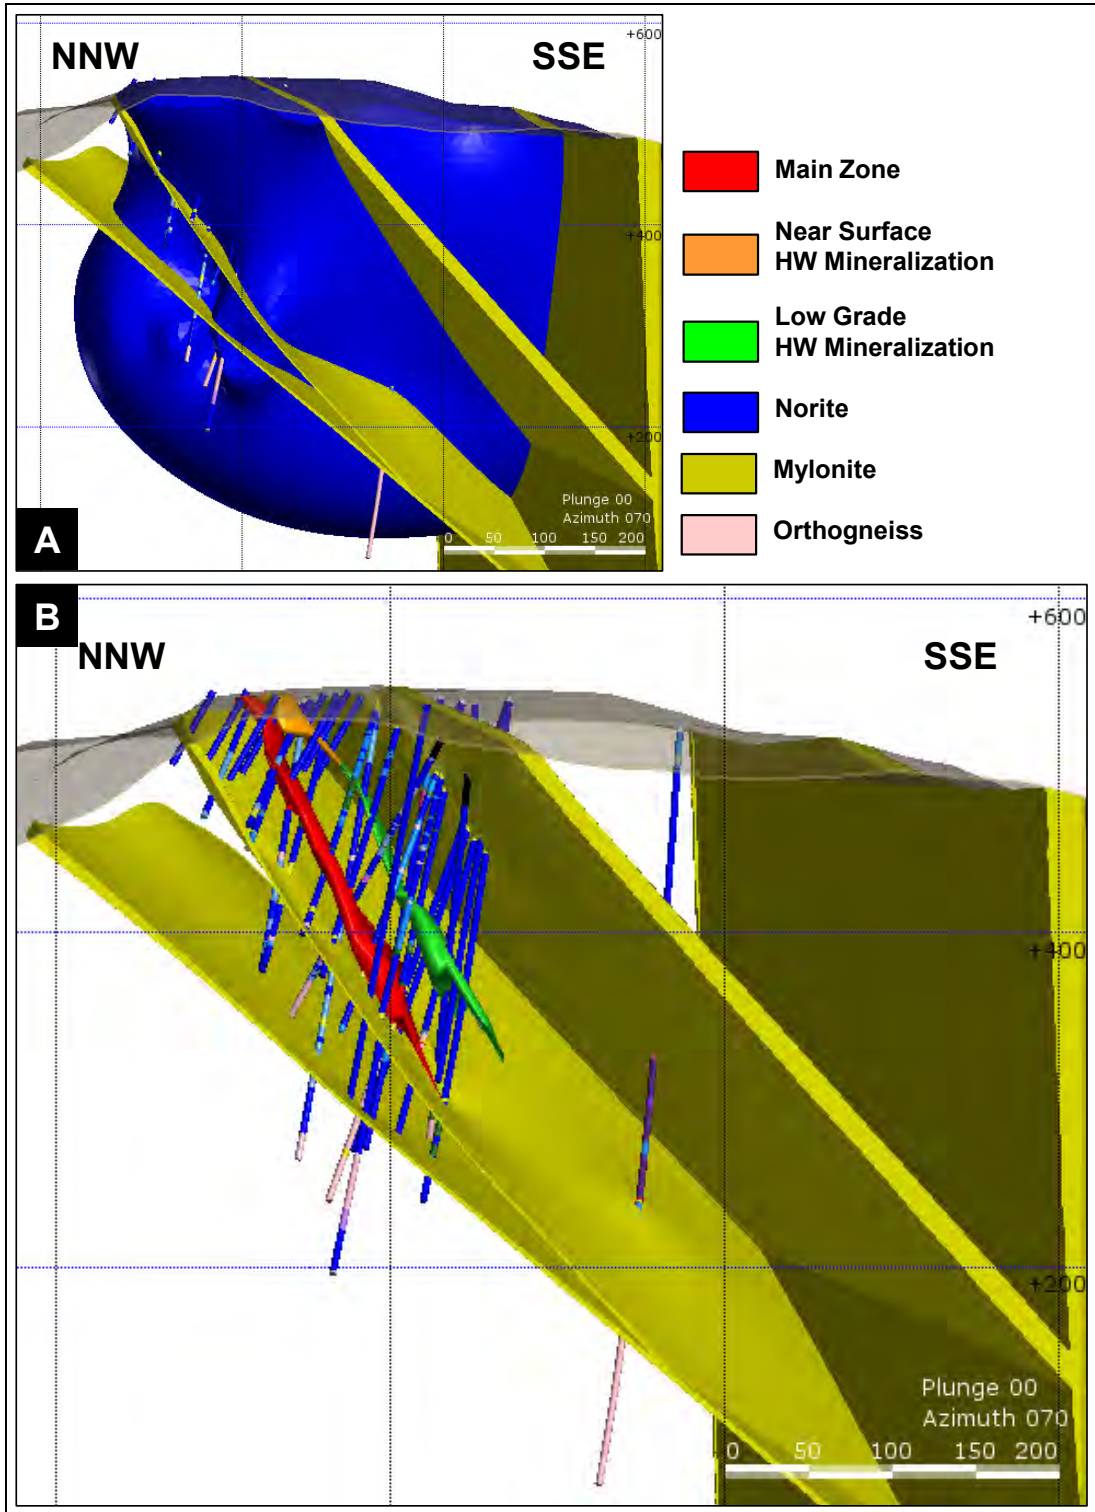 NNW
SSE
+600
+400
+200
Plunge 00
Azimuth 070
0 50 100 150 200
A
Main Zone
Near Surface
HW Mineralization
Low Grade
HW Mineralization
Norite
Mylonite
Orthogneiss
B
NNW
SSE
+600
+400
+200
Plunge 00
Azimuth 070
0 50 100 150 200